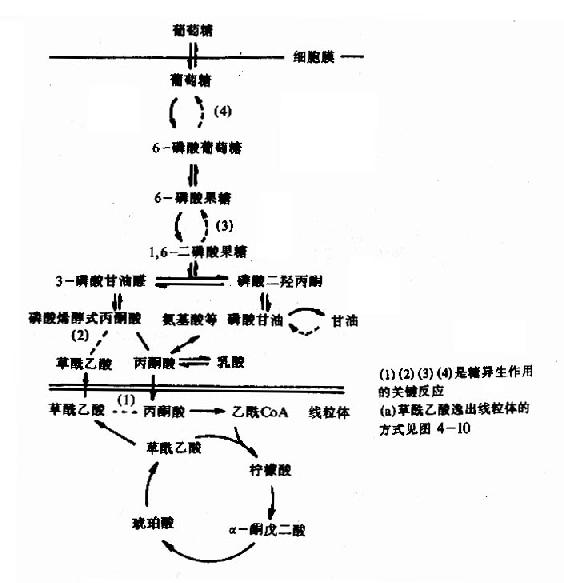 葡萄糖
细胞膜
葡萄糖
(4)
6-磷酸葡萄糖
6-磷酸果糖
(3)
1,6-二磷酸果糖
3-磷酸甘油醛 磷酸二羟丙酮
磷酸烯醇式丙酮酸 氨基酸等 磷酸甘油 甘油
(2)
草酰乙酸 丙酮酸 乳酸
(1)
草酰乙酸 丙酮酸 乙酰CoA 线粒体
草酰乙酸
柠檬酸
琥珀酸 α-酮戊二酸
(1)(2)(3)(4)是糖异生作用
的关键反应
(a)草酰乙酸逸出线粒体的
方式见图 4-10